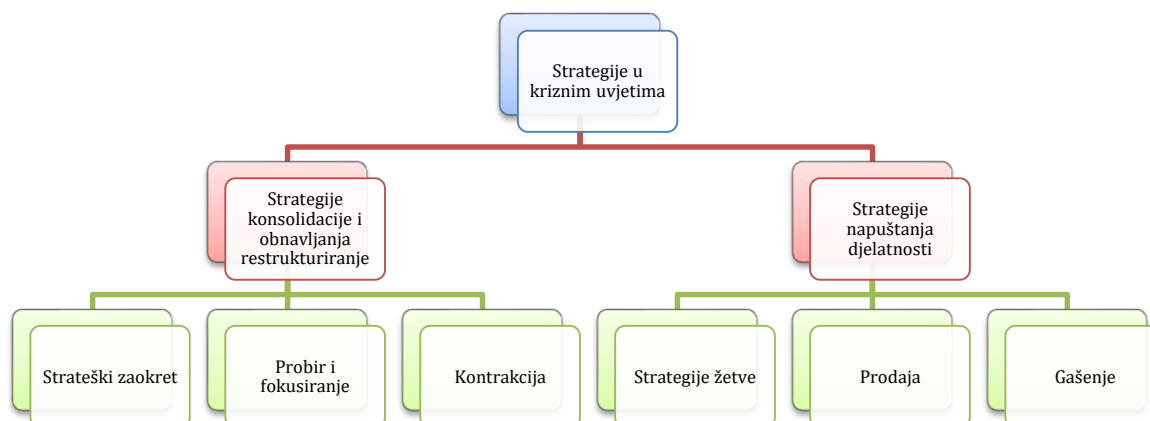 Strategije u
kriznim uvjetima
Strategije
konsolidacije i
obnavljanja
restrukturiranje
Strategije
napuštanja
djelatnosti
Strateški zaokret
Probir i
fokusiranje
Kontrakcija
Strategije žetve
Prodaja
Gašenje